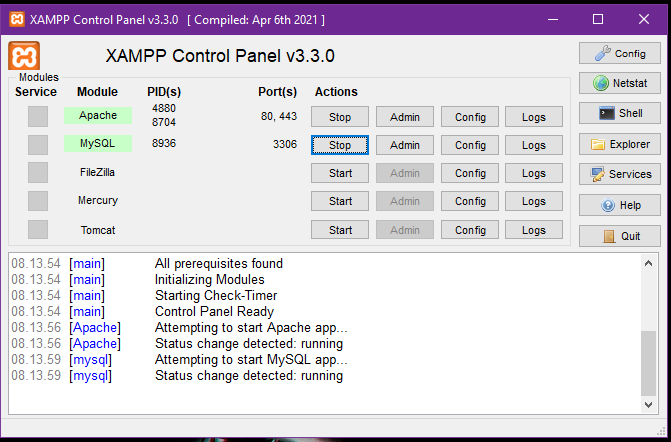 XAMPP Control Panel v3.3.0 [ Compiled: Apr 6th 2021 ]
XAMPP Control Panel v3.3.0
Config
Modules
Service Module PID(s) Port(s) Actions
Netstat
Apache 4880 8704 80, 443 Stop Admin Config Logs
Shell
MySQL 8936 3306 Stop Admin Config Logs
Explorer
FileZilla Start Admin Config Logs
Services
Mercury Start Admin Config Logs
Help
Tomcat Start Admin Config Logs
Quit
08.13.54 [main] All prerequisites found
08.13.54 [main] Initializing Modules
08.13.54 [main] Starting Check-Timer
08.13.54 [main] Control Panel Ready
08.13.56 [Apache] Attempting to start Apache app...
08.13.56 [Apache] Status change detected: running
08.13.59 [mysql] Attempting to start MySQL app...
08.13.59 [mysql] Status change detected: running